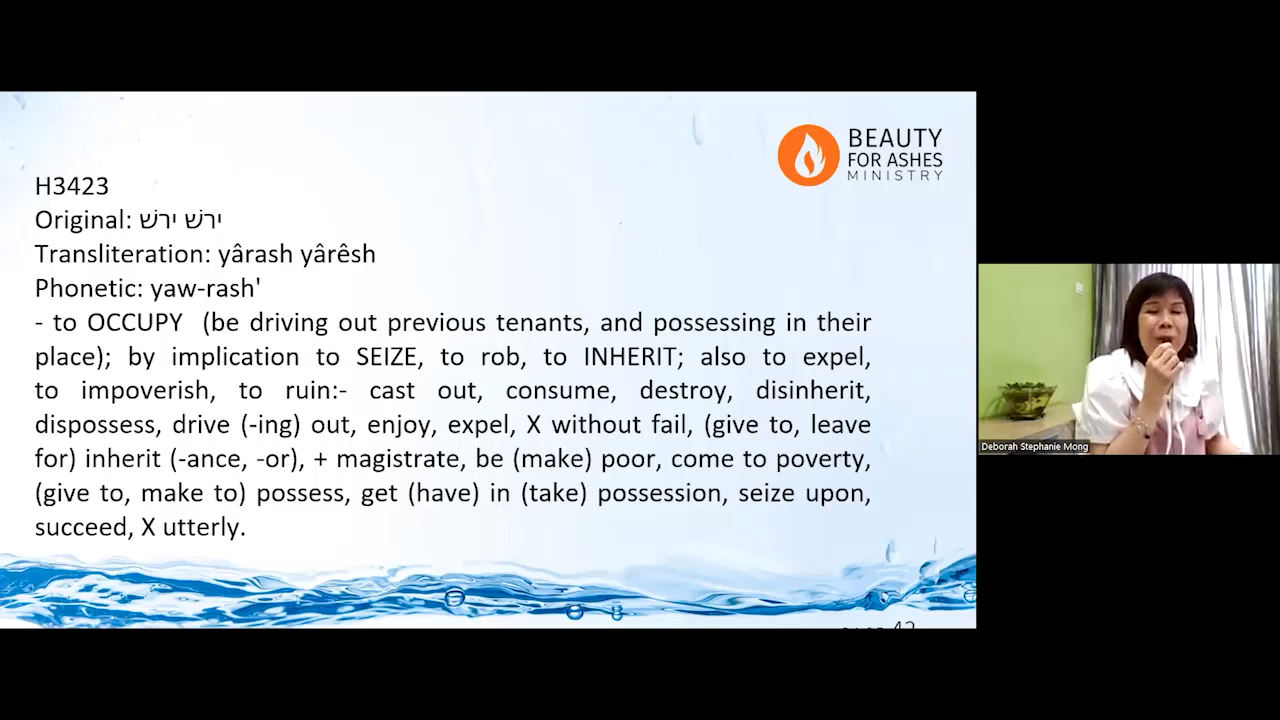 BEAUTY
FOR ASHES
MINISTRY
H3423
Original: ירשׁ ירשׁ
Transliteration: yârash yârêsh
Phonetic: yaw-rash'
- to OCCUPY (be driving out previous tenants, and possessing in their
place); by implication to SEIZE, to rob, to INHERIT; also to expel,
to impoverish, to ruin:- cast out, consume, destroy, disinherit,
dispossess, drive (-ing) out, enjoy, expel, X without fail, (give to, leave
for) inherit (-ance, -or), + magistrate, be (make) poor, come to poverty,
(give to, make to) possess, get (have) in (take) possession, seize upon,
succeed, X utterly.
Deborah Stephanie Mong